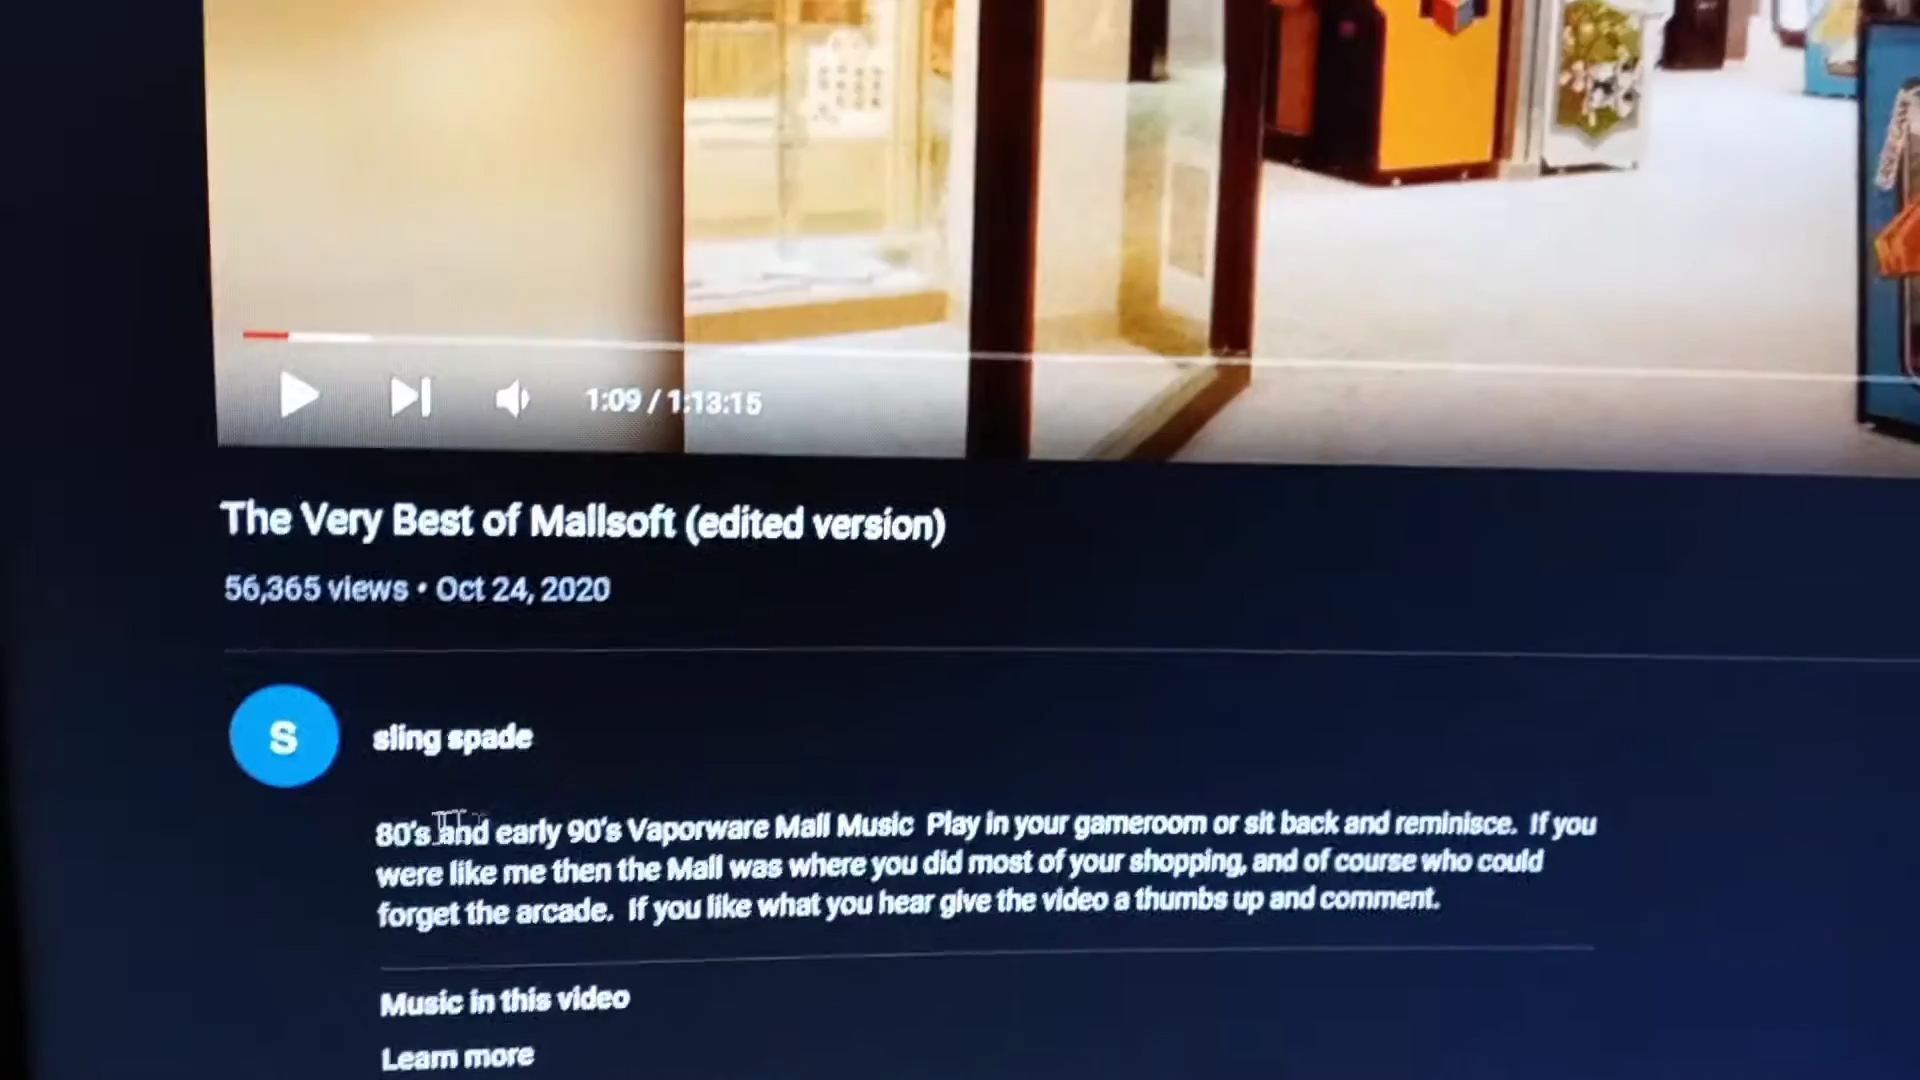 1:09 / 1:13:15
The Very Best of Mallsoft (edited version)
56,365 views • Oct 24, 2020
S
sling spade
80's and early 90's Vaporware Mall Music Play in your gameroom or sit back and reminisce. If you
were like me then the Mall was where you did most of your shopping, and of course who could
forget the arcade. If you like what you hear give the video a thumbs up and comment.
Music in this video
Learn more